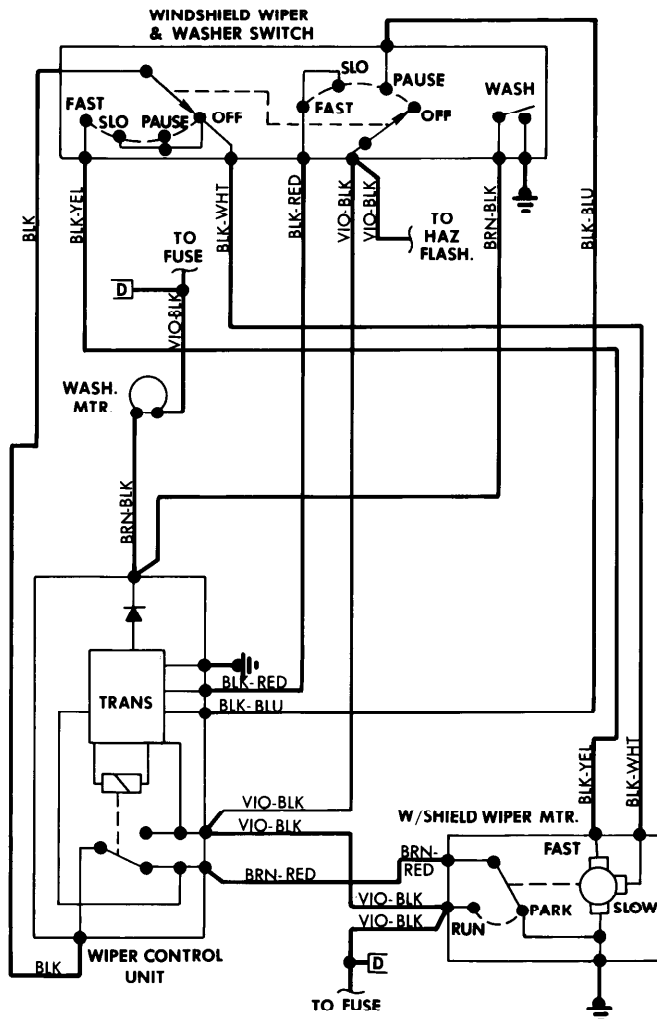 WINDSHIELD WIPER
& WASHER SWITCH
SLO
PAUSE
WASH
FAST
SLO
PAUSE
OFF
FAST
OFF
BLK
BLK-YEL
BLK-WHT
BLK-RED
VIO-BLK
VIO-BLK
BRN-BLK
BLK-BLU
TO
HAZ
FLASH.
TO
FUSE
D
VIO-BLK
WASH.
MTR.
BRN-BLK
TRANS
BLK-RED
BLK-BLU
VIO-BLK
VIO-BLK
BRN-RED
BLK-YEL
BLK-WHT
W/SHIELD WIPER MTR.
FAST
BRN-
RED
VIO-BLK
VIO-BLK
RUN
PARK
SLOW
WIPER CONTROL
UNIT
BLK
D
TO FUSE